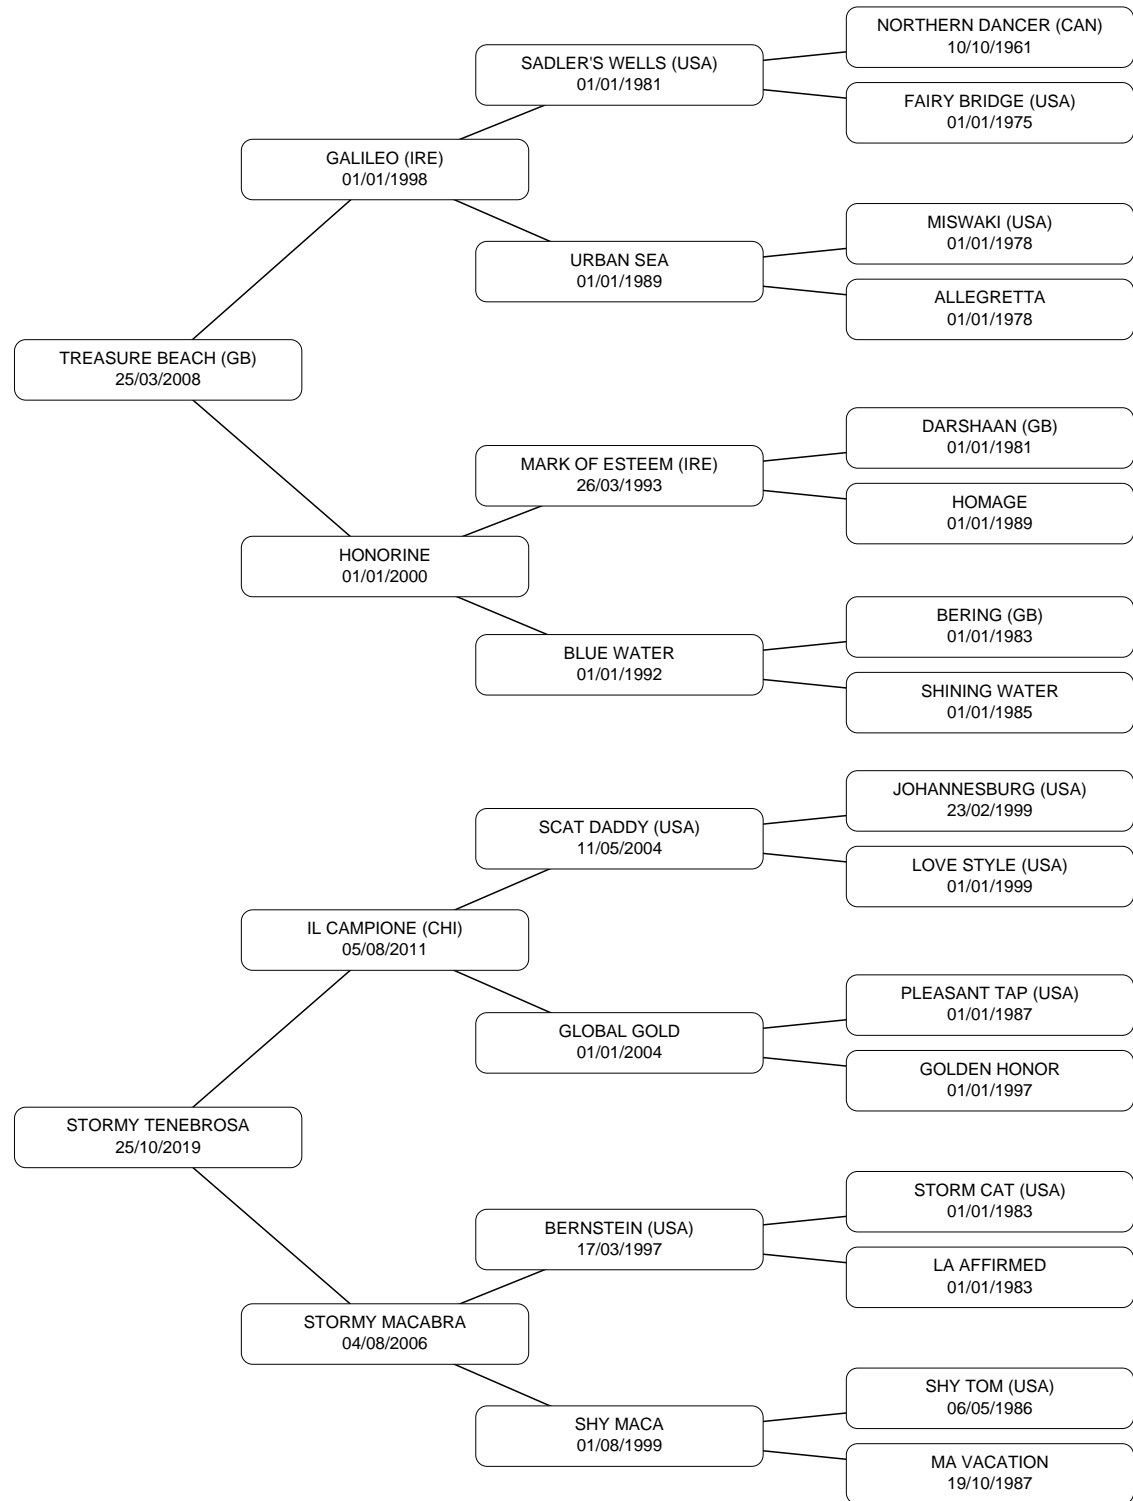 NORTHERN DANCER (CAN)
10/10/1961
SADLER'S WELLS (USA)
01/01/1981
FAIRY BRIDGE (USA)
01/01/1975
GALILEO (IRE)
01/01/1998
MISWAKI (USA)
01/01/1978
URBAN SEA
01/01/1989
ALLEGRETTA
01/01/1978
TREASURE BEACH (GB)
25/03/2008
DARSHAAN (GB)
01/01/1981
MARK OF ESTEEM (IRE)
26/03/1993
HOMAGE
01/01/1989
HONORINE
01/01/2000
BERING (GB)
01/01/1983
BLUE WATER
01/01/1992
SHINING WATER
01/01/1985
JOHANNESBURG (USA)
23/02/1999
SCAT DADDY (USA)
11/05/2004
LOVE STYLE (USA)
01/01/1999
IL CAMPIONE (CHI)
05/08/2011
PLEASANT TAP (USA)
01/01/1987
GLOBAL GOLD
01/01/2004
GOLDEN HONOR
01/01/1997
STORMY TENEBROSA
25/10/2019
STORM CAT (USA)
01/01/1983
BERNSTEIN (USA)
17/03/1997
LA AFFIRMED
01/01/1983
STORMY MACABRA
04/08/2006
SHY TOM (USA)
06/05/1986
SHY MACA
01/08/1999
MA VACATION
19/10/1987